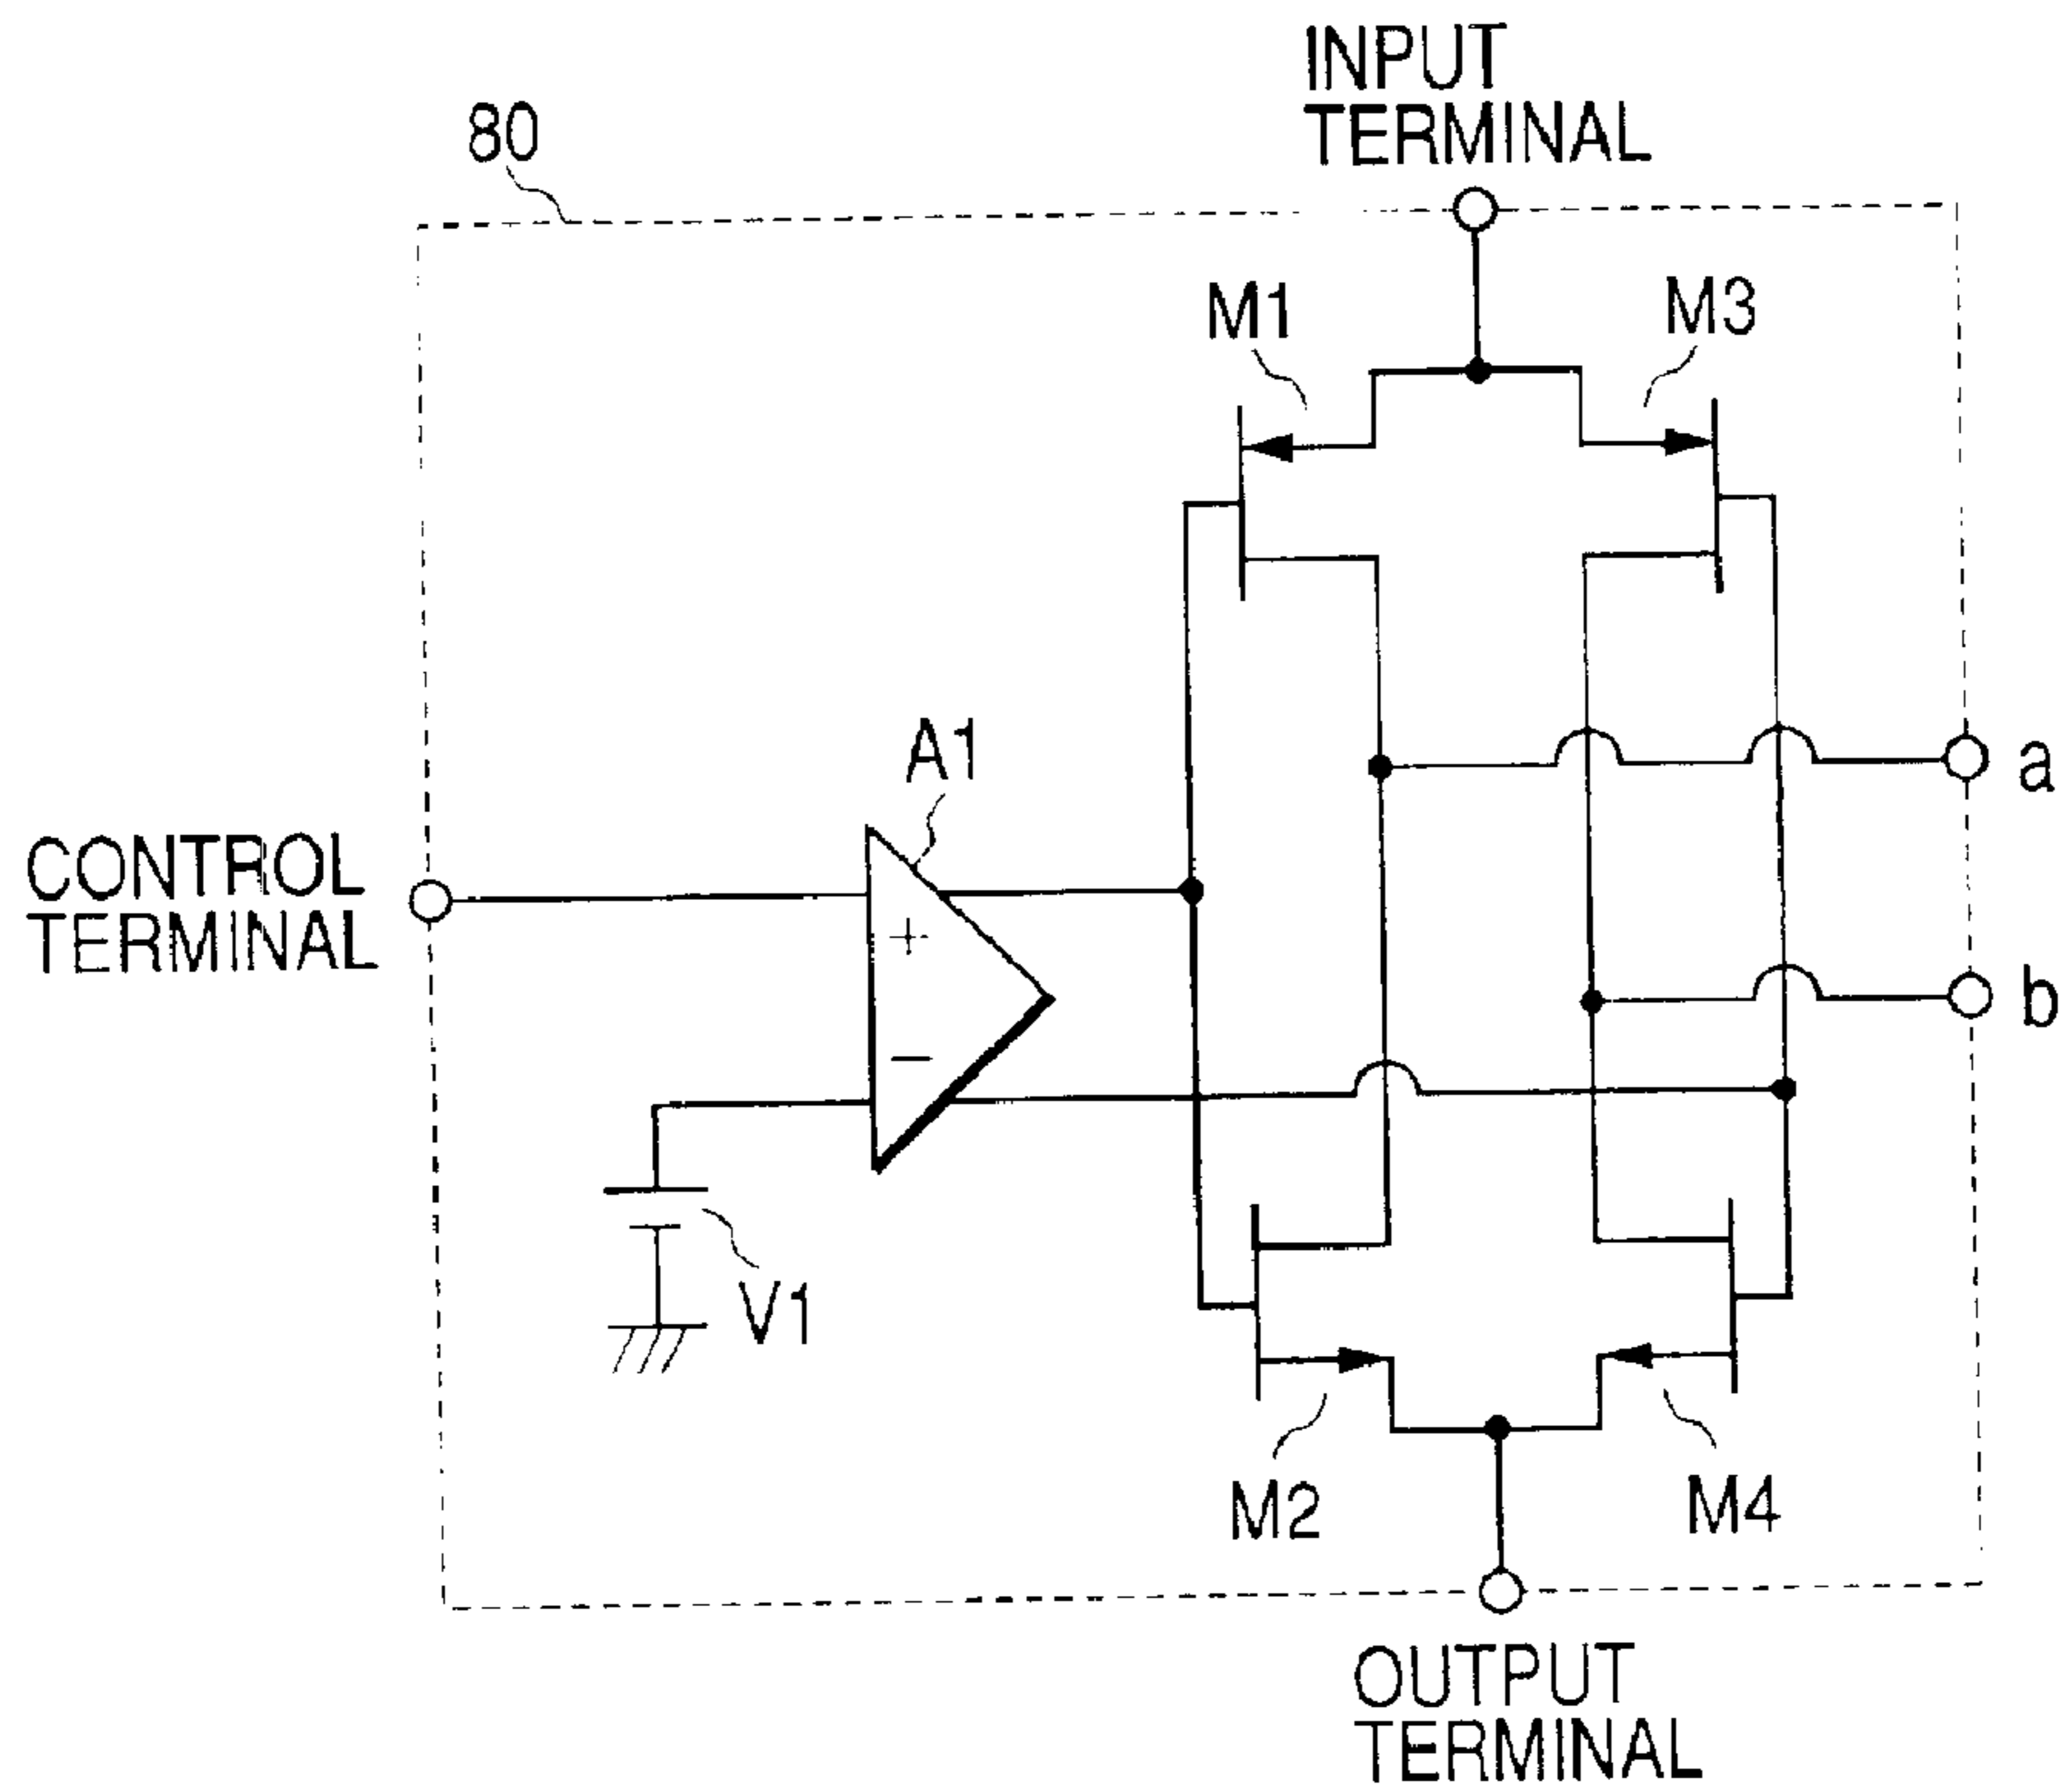 INPUT
TERMINAL
80
M1
M3
A1
a
CONTROL
TERMINAL
+
b
−
V1
M2
M4
OUTPUT
TERMINAL